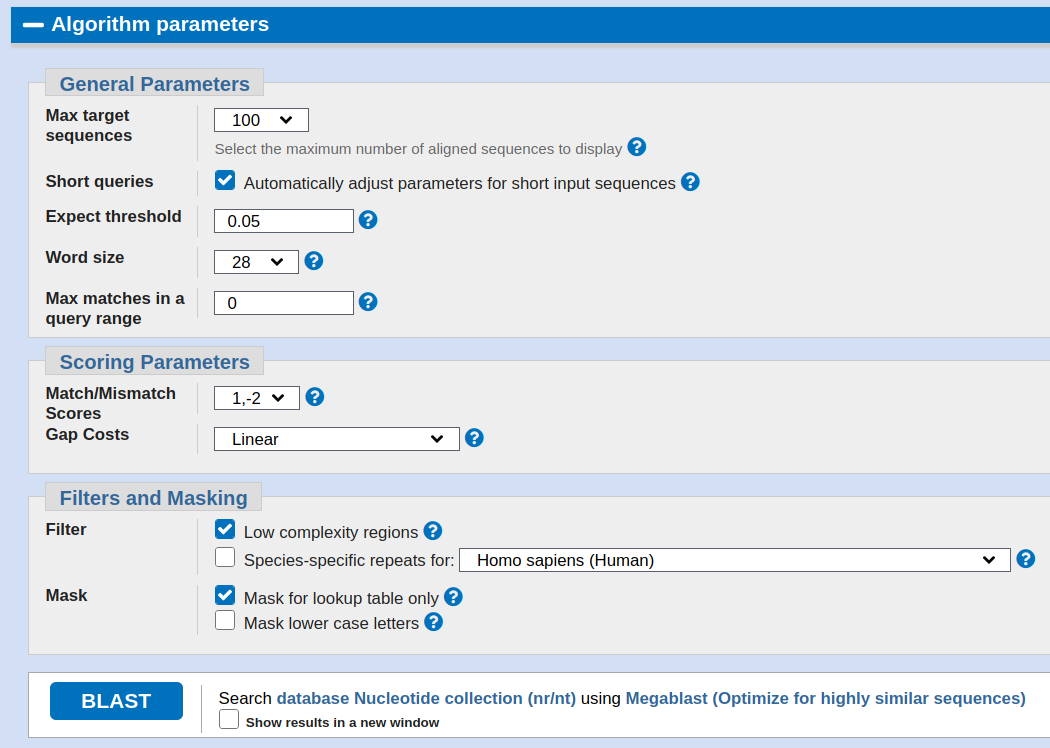 Algorithm parameters
General Parameters
Max target
sequences
100
Select the maximum number of aligned sequences to display ?
Short queries
Automatically adjust parameters for short input sequences ?
Expect threshold
0.05 ?
Word size
28 ?
Max matches in a
query range
0 ?
Scoring Parameters
Match/Mismatch
Scores
1,-2 ?
Gap Costs
Linear ?
Filters and Masking
Filter
Low complexity regions ?
Species-specific repeats for: Homo sapiens (Human) ?
Mask
Mask for lookup table only ?
Mask lower case letters ?
BLAST
Search database Nucleotide collection (nr/nt) using Megablast (Optimize for highly similar sequences)
Show results in a new window